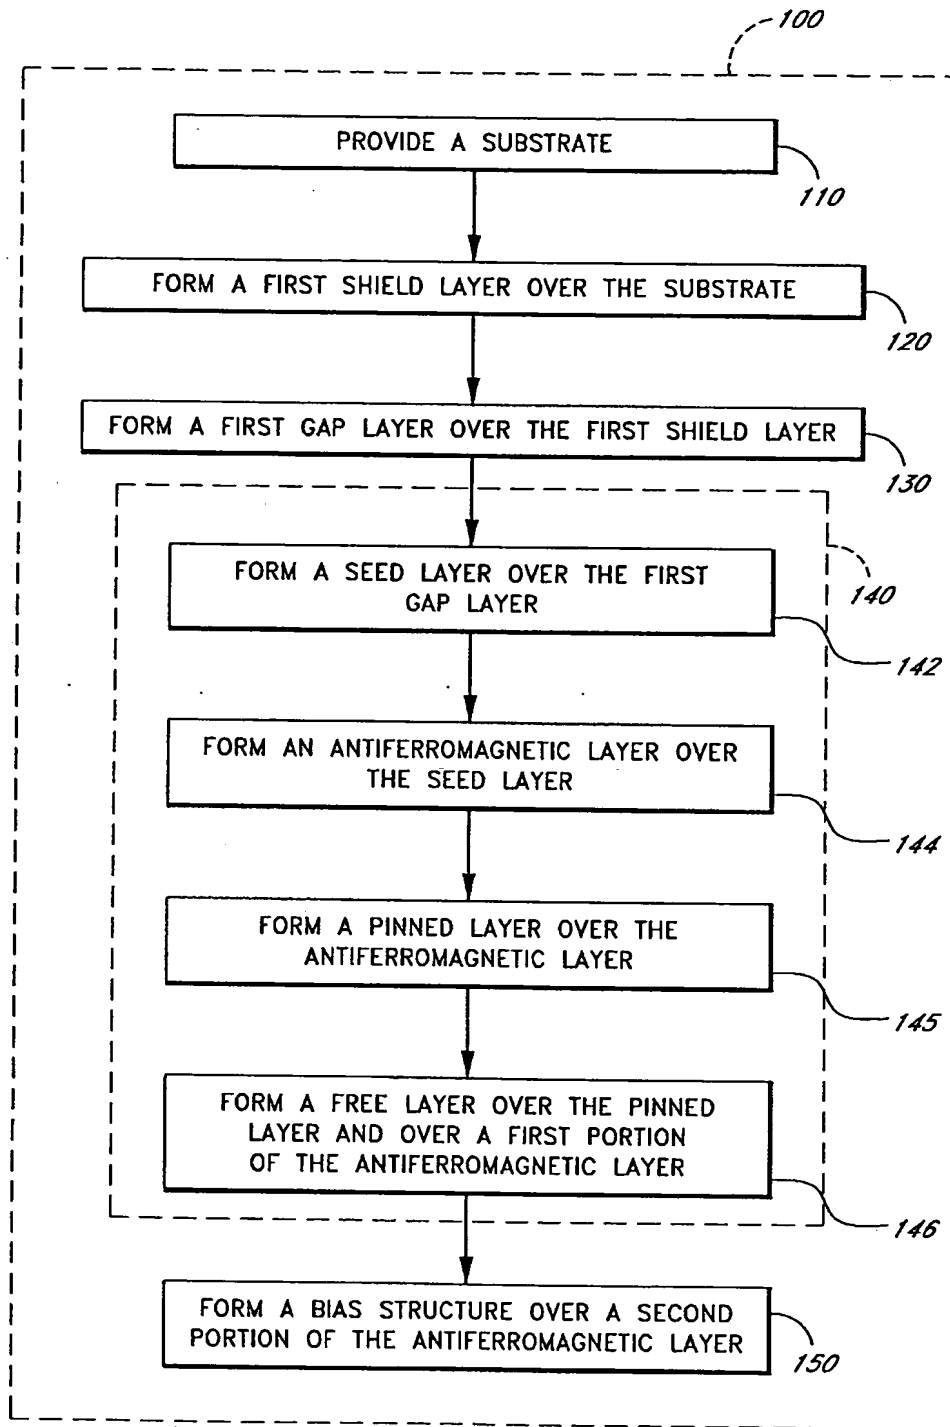 100
PROVIDE A SUBSTRATE
110
FORM A FIRST SHIELD LAYER OVER THE SUBSTRATE
120
FORM A FIRST GAP LAYER OVER THE FIRST SHIELD LAYER
130
FORM A SEED LAYER OVER THE FIRST
GAP LAYER
140
142
FORM AN ANTIFERROMAGNETIC LAYER OVER
THE SEED LAYER
144
FORM A PINNED LAYER OVER THE
ANTIFERROMAGNETIC LAYER
145
FORM A FREE LAYER OVER THE PINNED
LAYER AND OVER A FIRST PORTION
OF THE ANTIFERROMAGNETIC LAYER
146
FORM A BIAS STRUCTURE OVER A SECOND
PORTION OF THE ANTIFERROMAGNETIC LAYER
150